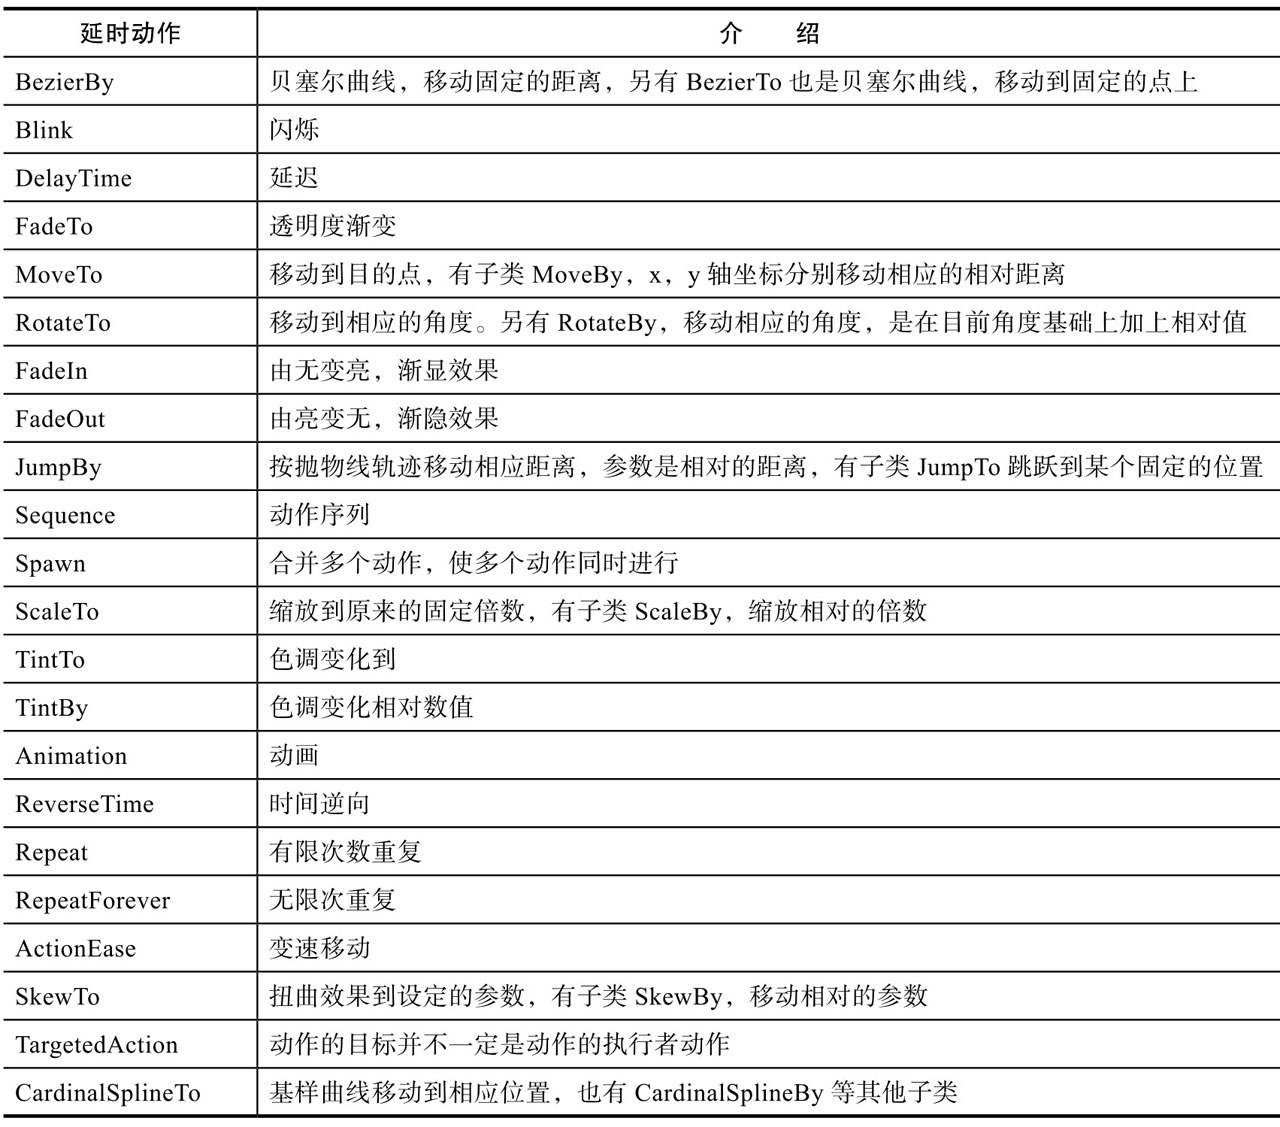 延时动作 介 绍
BezierBy 贝塞尔曲线，移动固定的距离，另有 BezierTo 也是贝塞尔曲线，移动到固定的点上
Blink 闪烁
DelayTime 延迟
FadeTo 透明度渐变
MoveTo 移动到目的点，有子类 MoveBy，x，y 轴坐标分别移动相应的相对距离
RotateTo 移动到相应的角度。另有 RotateBy，移动相应的角度，是在目前角度基础上加上相对值
FadeIn 由无变亮，渐显效果
FadeOut 由亮变无，渐隐效果
JumpBy 按抛物线轨迹移动相应距离，参数是相对的距离，有子类 JumpTo 跳跃到某个固定的位置
Sequence 动作序列
Spawn 合并多个动作，使多个动作同时进行
ScaleTo 缩放到原来的固定倍数，有子类 ScaleBy，缩放相对的倍数
TintTo 色调变化到
TintBy 色调变化相对数值
Animation 动画
ReverseTime 时间逆向
Repeat 有限次数重复
RepeatForever 无限次重复
ActionEase 变速移动
SkewTo 扭曲效果到设定的参数，有子类 SkewBy，移动相对的参数
TargetedAction 动作的目标并不一定是动作的执行者动作
CardinalSplineTo 基样曲线移动到相应位置，也有 CardinalSplineBy 等其他子类